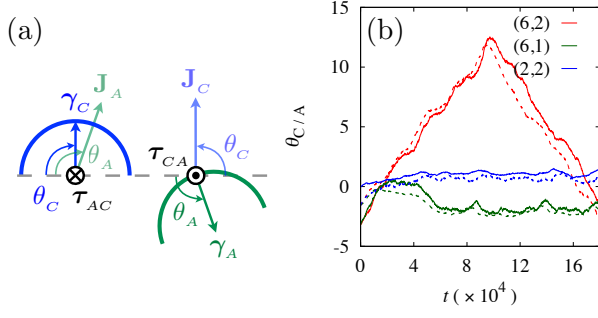 (a)
J_A
γ_C
θ_A
θ_C
τ_AC
J_C
τ_CA
θ_C
θ_A
γ_A
(b)
15
10
5
0
-5
θ_C/A
(6,2)
(6,1)
(2,2)
0
4
8
12
16
t (×10^4)